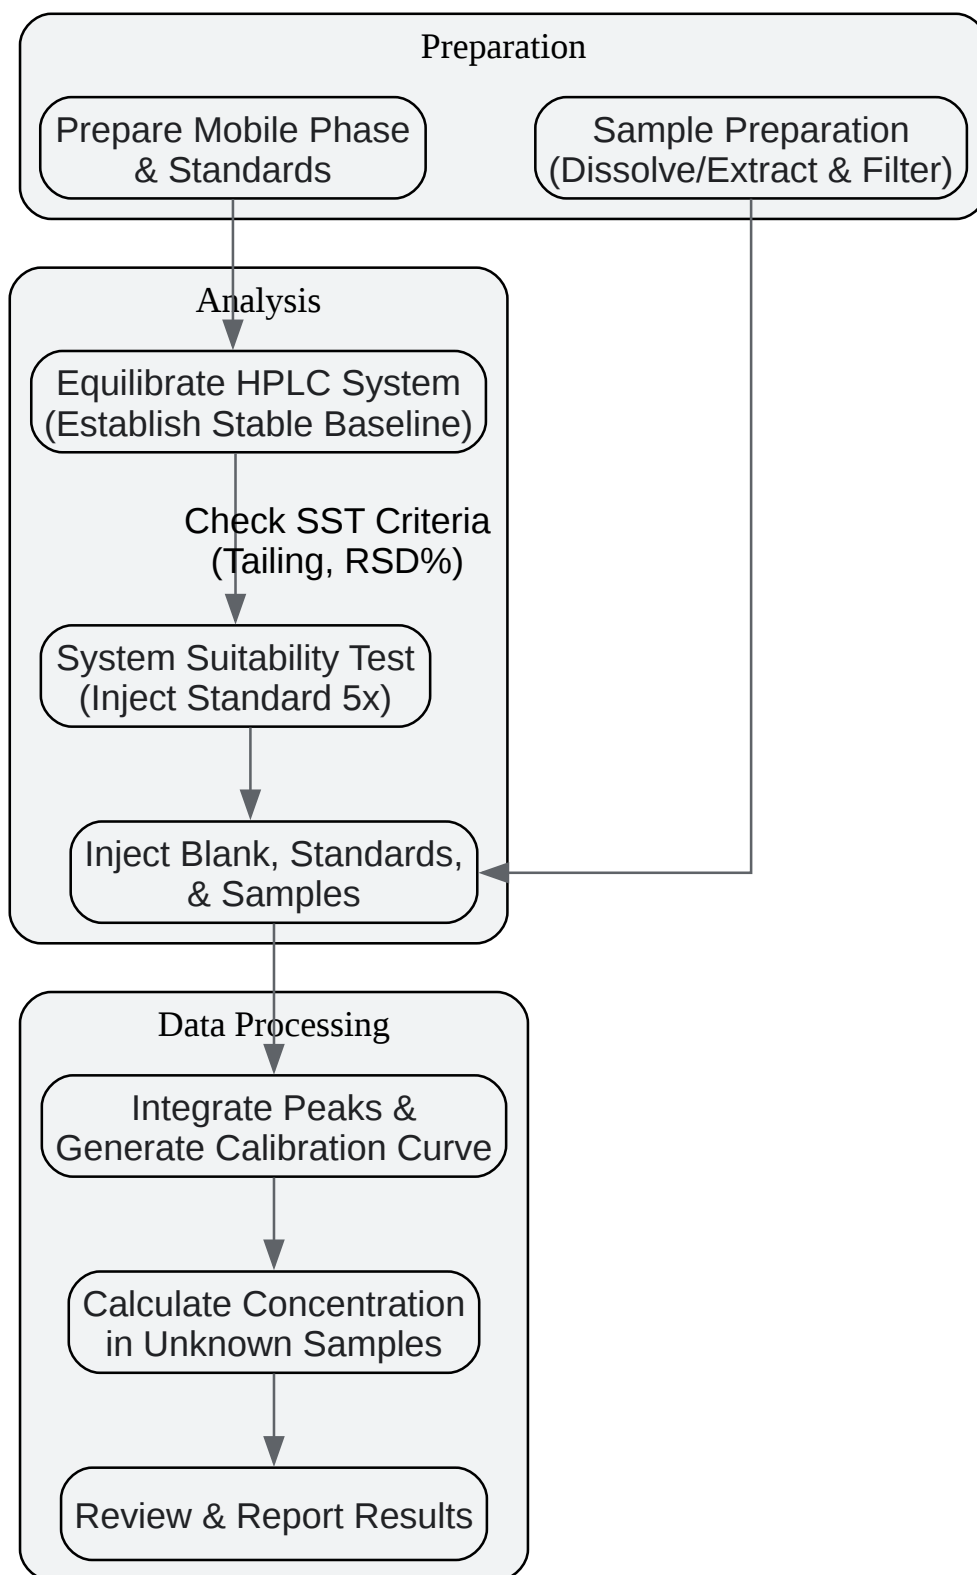 Preparation
Prepare Mobile Phase
& Standards
Sample Preparation
(Dissolve/Extract & Filter)
Analysis
Equilibrate HPLC System
(Establish Stable Baseline)
Check SST Criteria
(Tailing, RSD%)
System Suitability Test
(Inject Standard 5x)
Inject Blank, Standards,
& Samples
Data Processing
Integrate Peaks &
Generate Calibration Curve
Calculate Concentration
in Unknown Samples
Review & Report Results